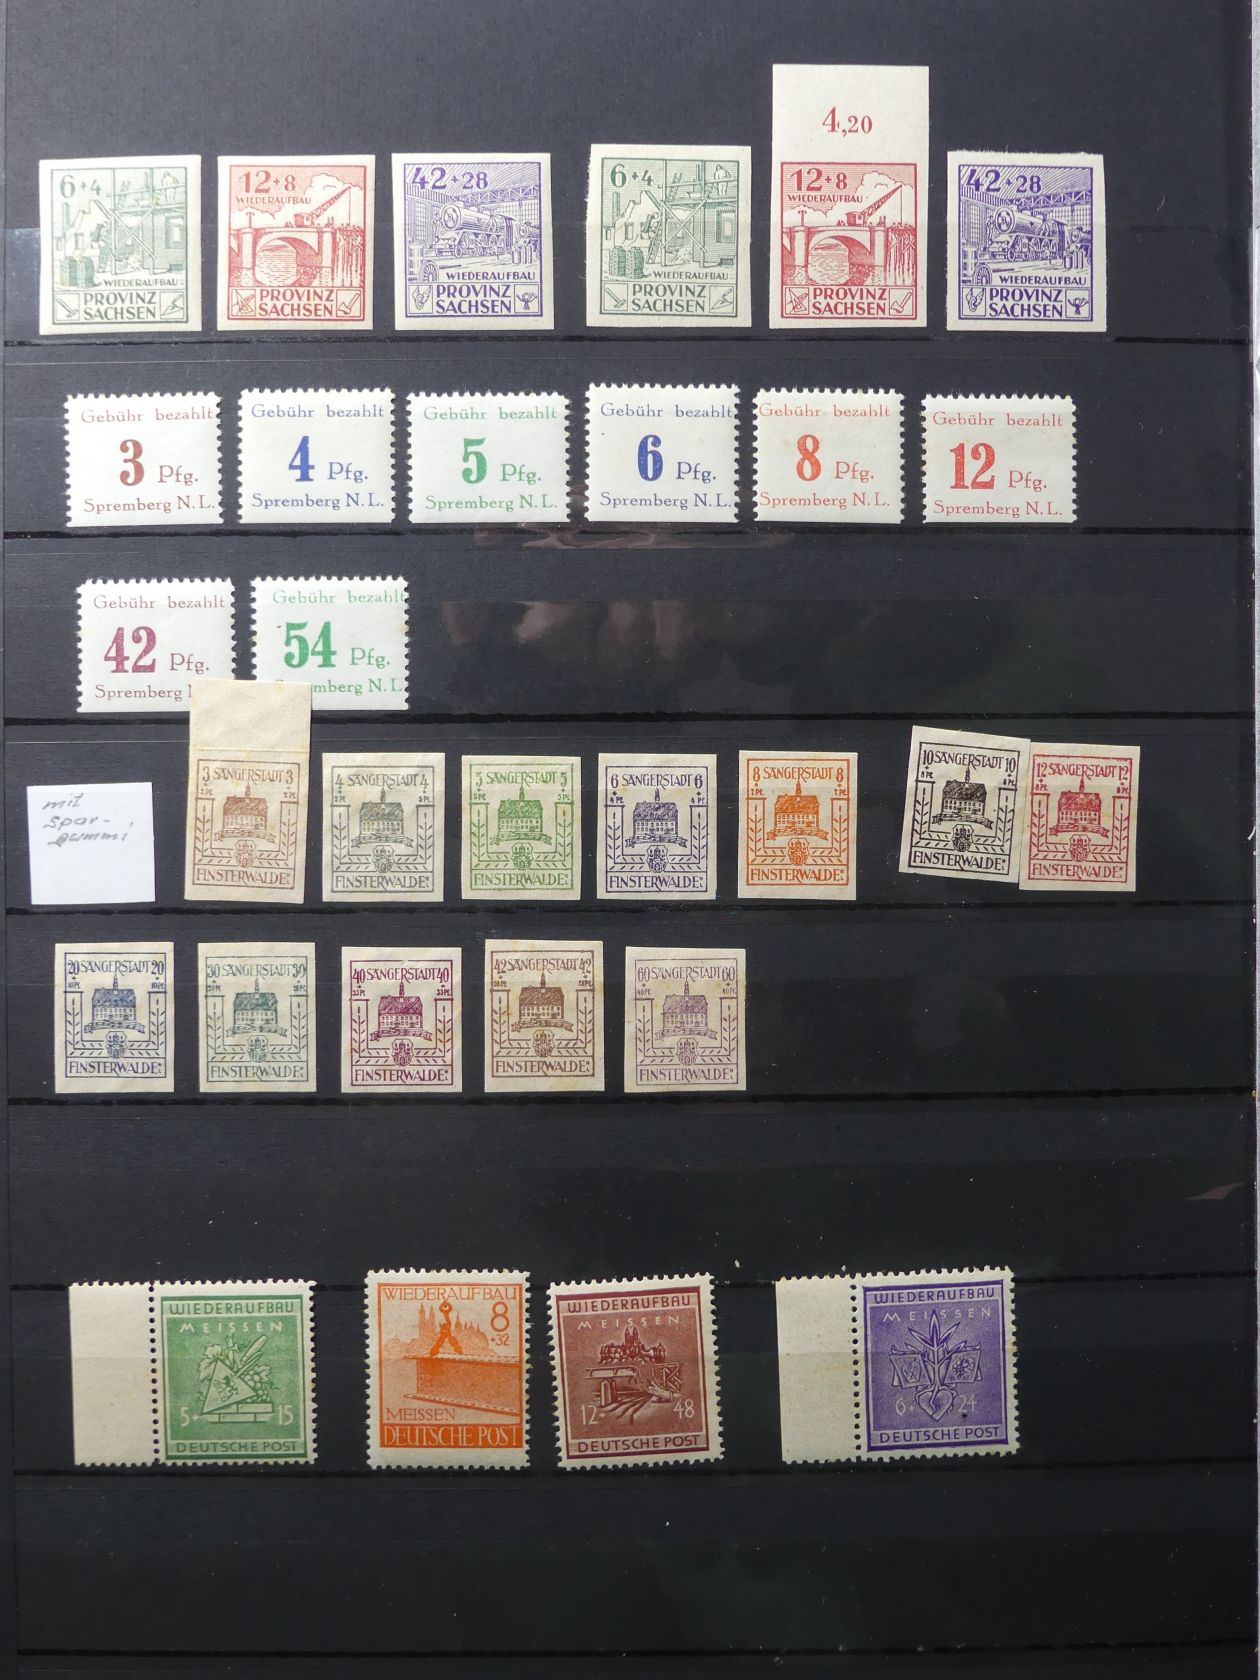 6+4
PROVINZ
SACHSEN
12+8
WIEDERAUFBAU
PROVINZ
SACHSEN
42+28
WIEDERAUFBAU
PROVINZ
SACHSEN
6+4
WIEDERAUFBAU
PROVINZ
SACHSEN
4,20
12+8
WIEDERAUFBAU
PROVINZ
SACHSEN
42+28
WIEDERAUFBAU
PROVINZ
SACHSEN
Gebühr bezahlt
3 Pfg.
Spremberg N.L.
Gebühr bezahlt
4 Pfg.
Spremberg N.L.
Gebühr bezahlt
5 Pfg.
Spremberg N.L.
Gebühr bezahlt
6 Pfg.
Spremberg N.L.
Gebühr bezahlt
8 Pfg.
Spremberg N.L.
Gebühr bezahlt
12 Pfg.
Spremberg N.L.
Gebühr bezahlt
42 Pfg.
Spremberg
Gebühr bezahlt
54 Pfg.
mberg N.L.
mit
spar-
gummi
3 SÄNGERSTADT 3
FINSTERWALDE
4 SÄNGERSTADT 4
FINSTERWALDE
5 SÄNGERSTADT 5
FINSTERWALDE
6 SÄNGERSTADT 6
FINSTERWALDE
8 SÄNGERSTADT 8
FINSTERWALDE
10 SÄNGERSTADT 10
FINSTERWALDE
12 SÄNGERSTADT 12
FINSTERWALDE
20 SÄNGERSTADT 20
FINSTERWALDE
30 SÄNGERSTADT 30
FINSTERWALDE
40 SÄNGERSTADT 40
FINSTERWALDE
42 SÄNGERSTADT 42
FINSTERWALDE
60 SÄNGERSTADT 60
FINSTERWALDE
WIEDERAUFBAU
MEISSEN
5+15
DEUTSCHE POST
WIEDERAUFBAU
8
+32
MEISSEN
DEUTSCHE POST
WIEDERAUFBAU
MEISSEN
12+48
DEUTSCHE POST
WIEDERAUFBAU
MEISSEN
6+24
DEUTSCHE POST